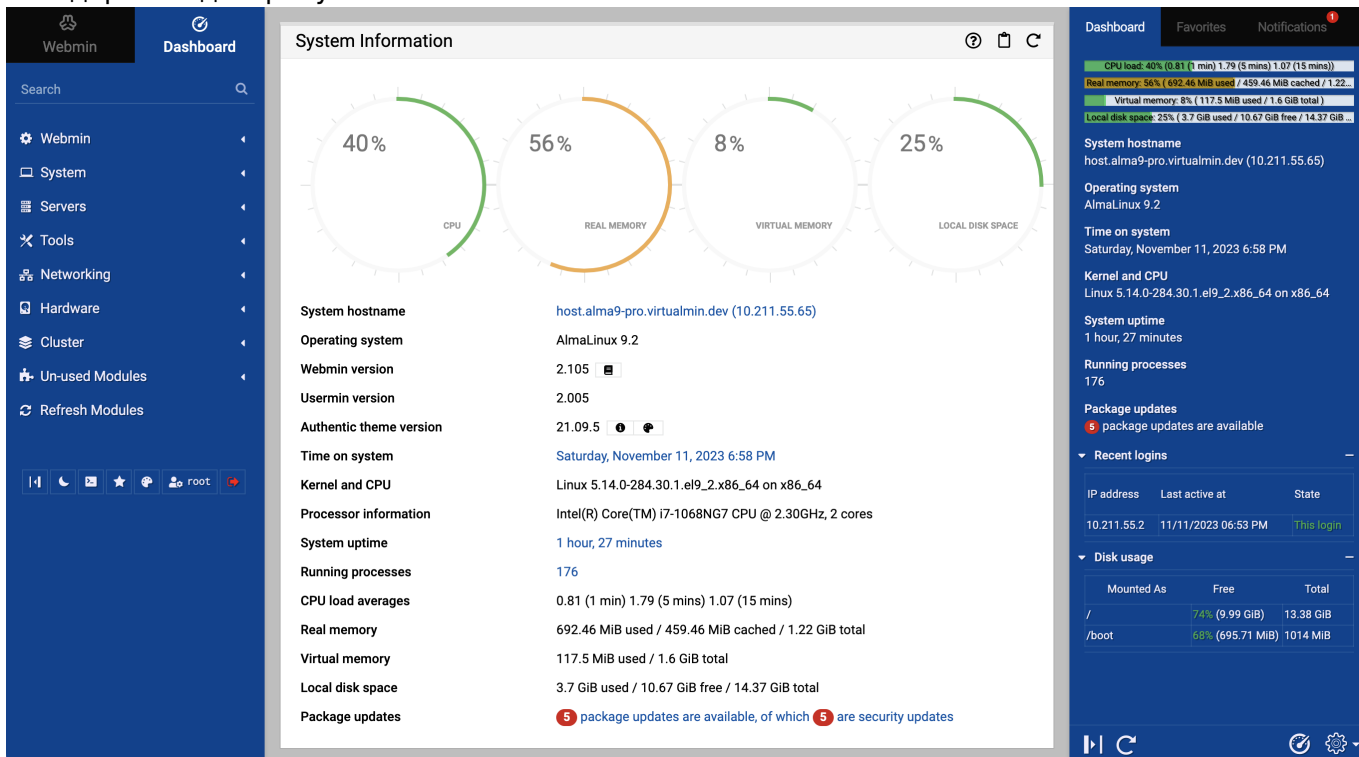 Webmin
Dashboard
Search
Webmin
System
Servers
Tools
Networking
Hardware
Cluster
Un-used Modules
Refresh Modules
root
System Information
40%
CPU
56%
REAL MEMORY
8%
VIRTUAL MEMORY
25%
LOCAL DISK SPACE
System hostname host.alma9-pro.virtualmin.dev (10.211.55.65)
Operating system AlmaLinux 9.2
Webmin version 2.105
Usermin version 2.005
Authentic theme version 21.09.5
Time on system Saturday, November 11, 2023 6:58 PM
Kernel and CPU Linux 5.14.0-284.30.1.el9_2.x86_64 on x86_64
Processor information Intel(R) Core(TM) i7-1068NG7 CPU @ 2.30GHz, 2 cores
System uptime 1 hour, 27 minutes
Running processes 176
CPU load averages 0.81 (1 min) 1.79 (5 mins) 1.07 (15 mins)
Real memory 692.46 MiB used / 459.46 MiB cached / 1.22 GiB total
Virtual memory 117.5 MiB used / 1.6 GiB total
Local disk space 3.7 GiB used / 10.67 GiB free / 14.37 GiB total
Package updates 5 package updates are available, of which 5 are security updates
Dashboard Favorites Notifications 1
CPU load: 40% (0.81 (1 min) 1.79 (5 mins) 1.07 (15 mins))
Real memory: 56% ( 692.46 MiB used / 459.46 MiB cached / 1.22...
Virtual memory: 8% ( 117.5 MiB used / 1.6 GiB total )
Local disk space: 25% ( 3.7 GiB used / 10.67 GiB free / 14.37 GiB ...
System hostname
host.alma9-pro.virtualmin.dev (10.211.55.65)
Operating system
AlmaLinux 9.2
Time on system
Saturday, November 11, 2023 6:58 PM
Kernel and CPU
Linux 5.14.0-284.30.1.el9_2.x86_64 on x86_64
System uptime
1 hour, 27 minutes
Running processes
176
Package updates
5 package updates are available
Recent logins
IP address Last active at State
10.211.55.2 11/11/2023 06:53 PM This login
Disk usage
Mounted As Free Total
/ 74% (9.99 GiB) 13.38 GiB
/boot 68% (695.71 MiB) 1014 MiB